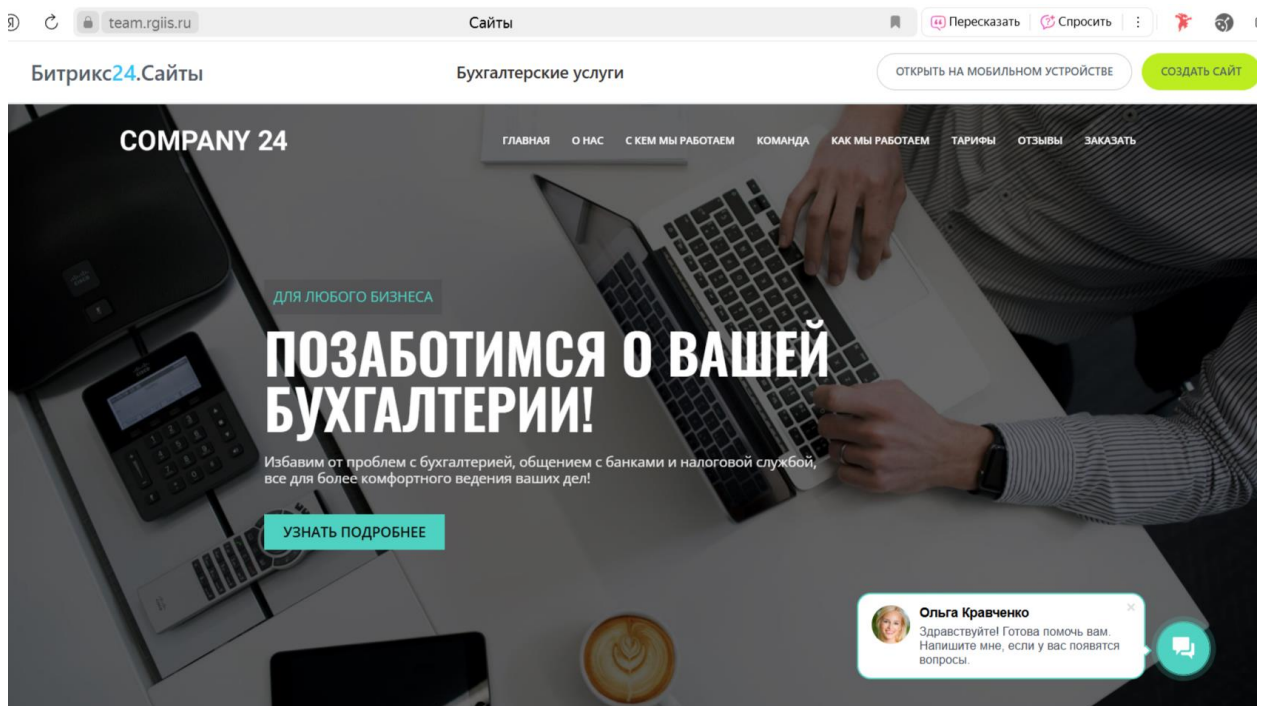 team.rgiis.ru
Сайты
Пересказать
Спросить
Битрикс24.Сайты
Бухгалтерские услуги
ОТКРЫТЬ НА МОБИЛЬНОМ УСТРОЙСТВЕ
СОЗДАТЬ САЙТ
COMPANY 24
ГЛАВНАЯ О НАС С КЕМ МЫ РАБОТАЕМ КОМАНДА КАК МЫ РАБОТАЕМ ТАРИФЫ ОТЗЫВЫ ЗАКАЗАТЬ
ДЛЯ ЛЮБОГО БИЗНЕСА
ПОЗАБОТИМСЯ О ВАШЕЙ
БУХГАЛТЕРИИ!
Избавим от проблем с бухгалтерией, общением с банками и налоговой службой,
все для более комфортного ведения ваших дел!
УЗНАТЬ ПОДРОБНЕЕ
Ольга Кравченко
Здравствуйте! Готова помочь вам.
Напишите мне, если у вас появятся
вопросы.